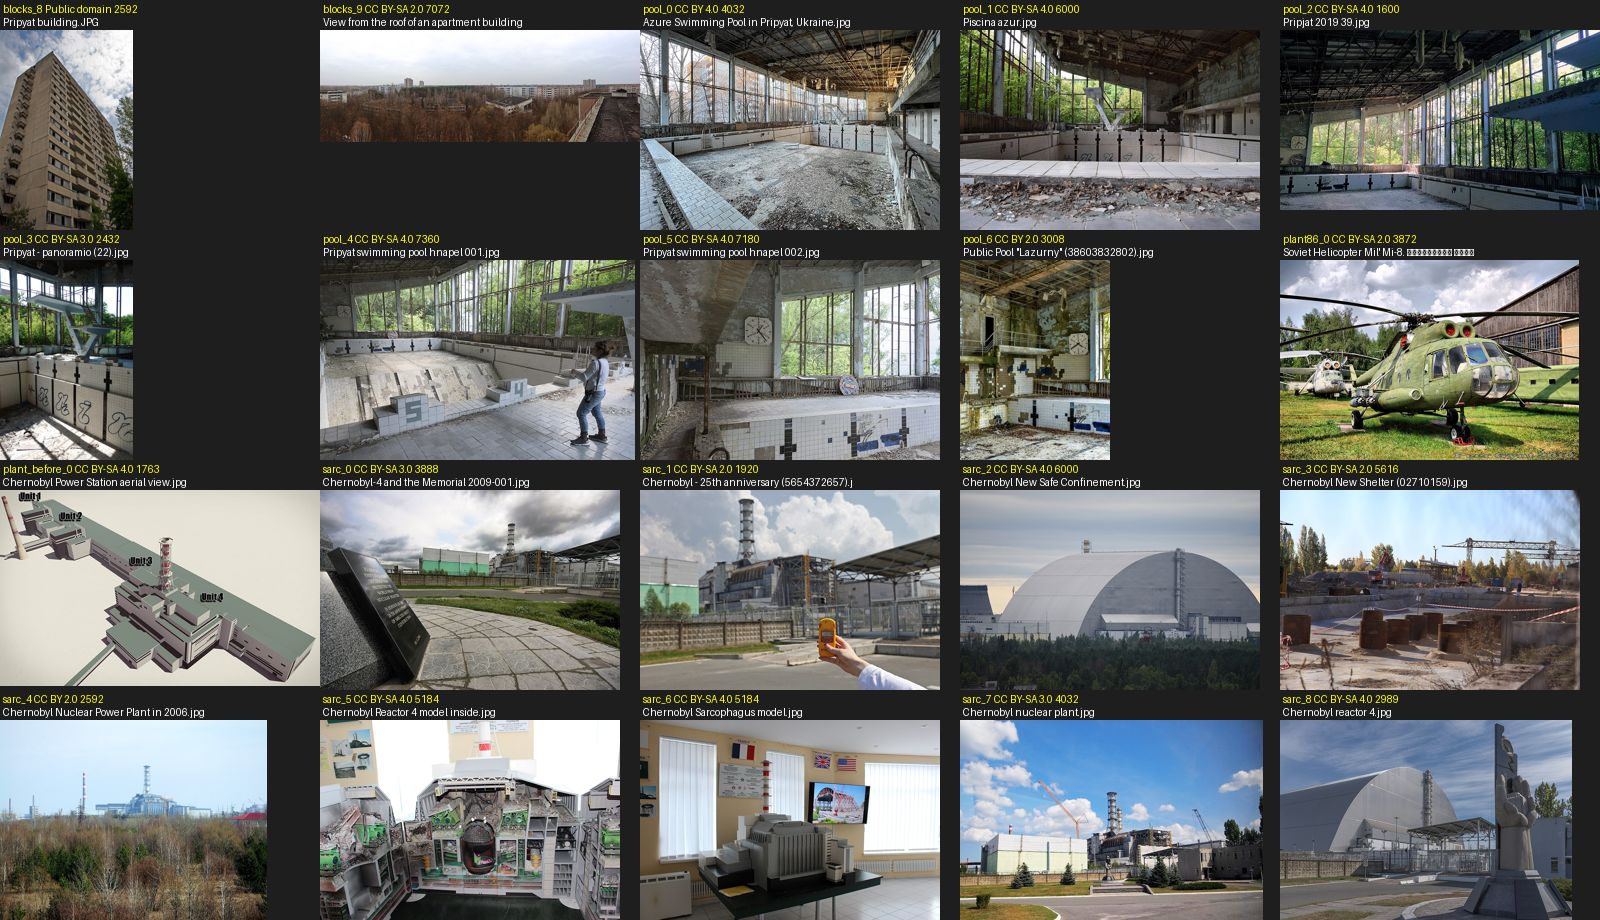 blocks_8 Public domain 2592
Pripyat building.JPG
blocks_9 CC BY-SA 2.0 7072
View from the roof of an apartment building
pool_0 CC BY 4.0 4032
Azure Swimming Pool in Pripyat, Ukraine.jpg
pool_1 CC BY-SA 4.0 6000
Piscina azur.jpg
pool_2 CC BY-SA 4.0 1600
Pripjat 2019 39.jpg
pool_3 CC BY-SA 3.0 2432
Pripyat - panoramio (22).jpg
pool_4 CC BY-SA 4.0 7360
Pripyat swimming pool hnapel 001.jpg
pool_5 CC BY-SA 4.0 7180
Pripyat swimming pool hnapel 002.jpg
pool_6 CC BY 2.0 3008
Public Pool "Lazurny" (38603832802).jpg
plant86_0 CC BY-SA 2.0 3872
Soviet Helicopter Mil' Mi-8.
5
4
plant_before_0 CC BY-SA 4.0 1763
Chernobyl Power Station aerial view.jpg
Unit 1
Unit 2
Unit 3
Unit 4
sarc_0 CC BY-SA 3.0 3888
Chernobyl-4 and the Memorial 2009-001.jpg
sarc_1 CC BY-SA 2.0 1920
Chernobyl - 25th anniversary (5654372657).j
sarc_2 CC BY-SA 4.0 6000
Chernobyl New Safe Confinement.jpg
sarc_3 CC BY-SA 2.0 5616
Chernobyl New Shelter (02710159).jpg
sarc_4 CC BY 2.0 2592
Chernobyl Nuclear Power Plant in 2006.jpg
sarc_5 CC BY-SA 4.0 5184
Chernobyl Reactor 4 model inside.jpg
sarc_6 CC BY-SA 4.0 5184
Chernobyl Sarcophagus model.jpg
sarc_7 CC BY-SA 3.0 4032
Chernobyl nuclear plant.jpg
sarc_8 CC BY-SA 4.0 2989
Chernobyl reactor 4.jpg